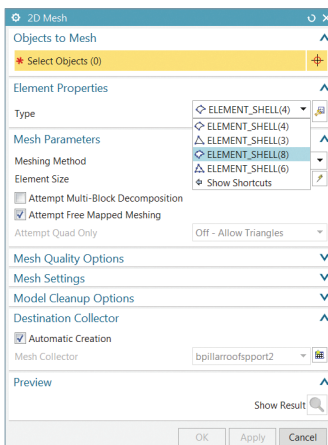 2D Mesh
Objects to Mesh
* Select Objects (0)
Element Properties
Type
ELEMENT_SHELL(4)
ELEMENT_SHELL(4)
ELEMENT_SHELL(3)
ELEMENT_SHELL(8)
ELEMENT_SHELL(6)
Show Shortcuts
Mesh Parameters
Meshing Method
Element Size
Attempt Multi-Block Decomposition
Attempt Free Mapped Meshing
Attempt Quad Only Off - Allow Triangles
Mesh Quality Options
Mesh Settings
Model Cleanup Options
Destination Collector
Automatic Creation
Mesh Collector bpillarroofspport2
Preview
Show Result
OK Apply Cancel